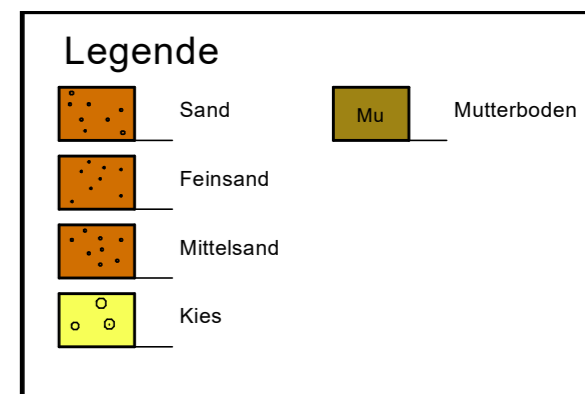 Legende
Sand
Mu
Mutterboden
Feinsand
Mittelsand
Kies